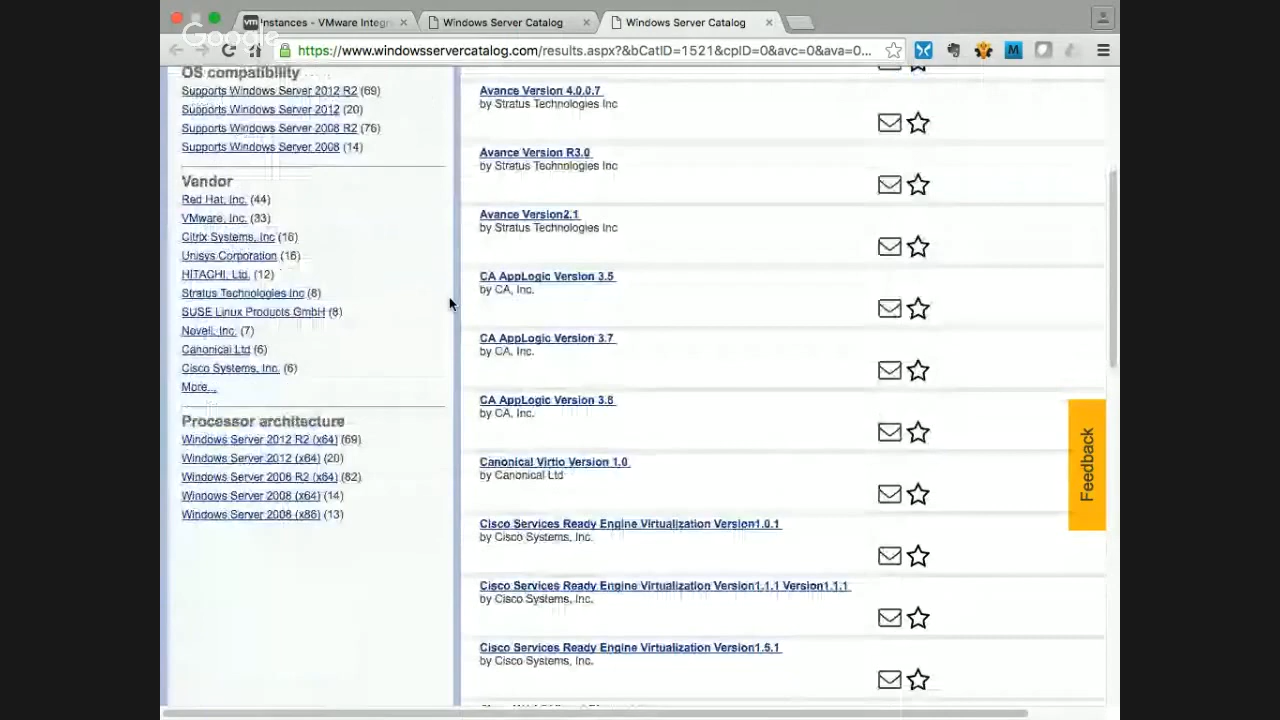 Google
Instances - VMware Integr
Windows Server Catalog
Windows Server Catalog
https://www.windowsservercatalog.com/results.aspx?&bCatID=1521&cpID=0&avc=0&ava=0...
OS compatibility
Supports Windows Server 2012 R2 (69)
Supports Windows Server 2012 (20)
Supports Windows Server 2008 R2 (76)
Supports Windows Server 2008 (14)
Vendor
Red Hat, Inc. (44)
VMware, Inc. (33)
Citrix Systems, Inc (16)
Unisys Corporation (16)
HITACHI, Ltd. (12)
Stratus Technologies Inc (8)
SUSE Linux Products GmbH (8)
Novell, Inc. (7)
Canonical Ltd (6)
Cisco Systems, Inc. (6)
More...
Processor architecture
Windows Server 2012 R2 (x64) (69)
Windows Server 2012 (x64) (20)
Windows Server 2008 R2 (x64) (82)
Windows Server 2008 (x64) (14)
Windows Server 2008 (x86) (13)
Avance Version 4.0.0.7
by Stratus Technologies Inc
Avance Version R3.0
by Stratus Technologies Inc
Avance Version2.1
by Stratus Technologies Inc
CA AppLogic Version 3.5
by CA, Inc.
CA AppLogic Version 3.7
by CA, Inc.
CA AppLogic Version 3.8
by CA, Inc.
Canonical Virtio Version 1.0
by Canonical Ltd
Cisco Services Ready Engine Virtualization Version1.0.1
by Cisco Systems, Inc.
Cisco Services Ready Engine Virtualization Version1.1.1 Version1.1.1
by Cisco Systems, Inc.
Cisco Services Ready Engine Virtualization Version1.5.1
by Cisco Systems, Inc.
Feedback